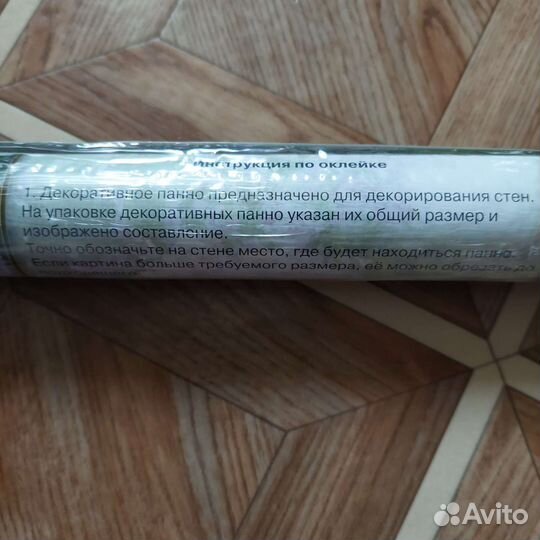 Инструкция по оклейке
1. Декоративное панно предназначено для декорирования стен.
На упаковке декоративных панно указан их общий размер и
изображено составление.
Точно обозначьте на стене место, где будет находиться панно.
Если картина больше требуемого размера, её можно обрезать до
Avito